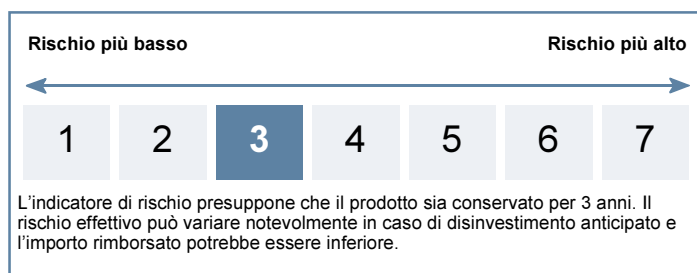 Rischio più basso Rischio più alto
1 2 3 4 5 6 7
L'indicatore di rischio presuppone che il prodotto sia conservato per 3 anni. Il
rischio effettivo può variare notevolmente in caso di disinvestimento anticipato e
l'importo rimborsato potrebbe essere inferiore.